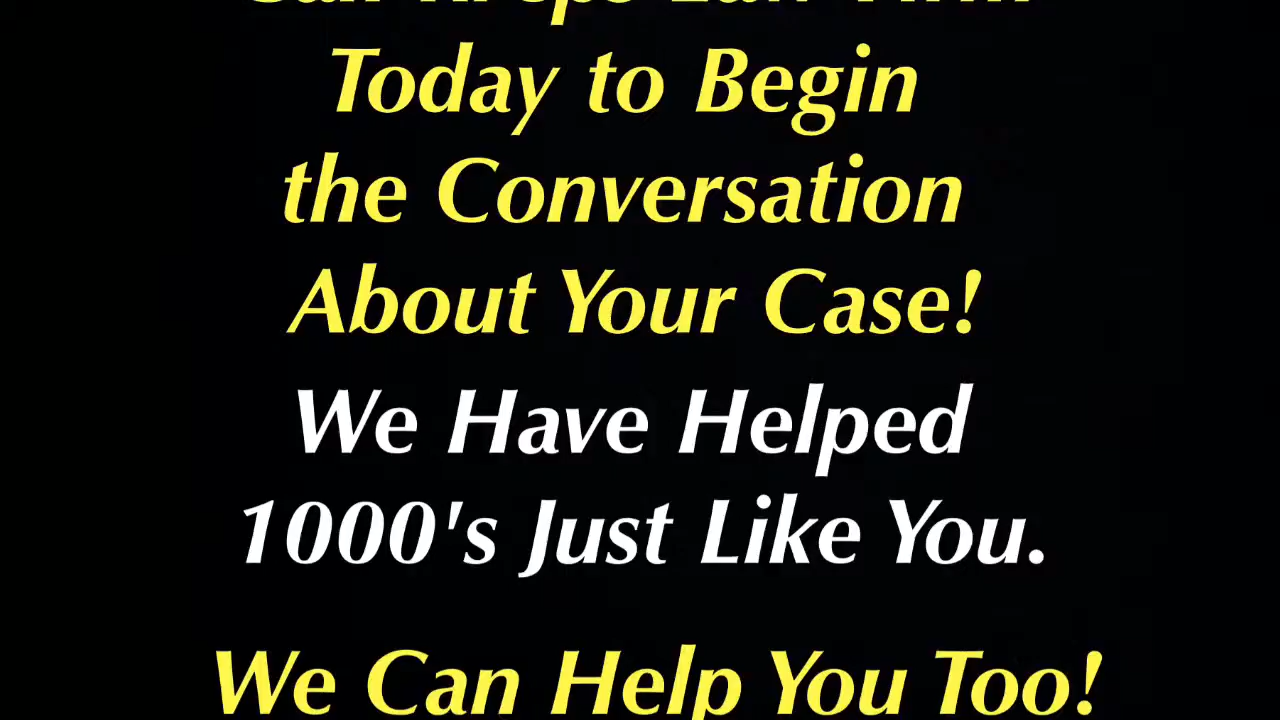 Today to Begin
the Conversation
About Your Case!
We Have Helped
1000's Just Like You.
We Can Help You Too!